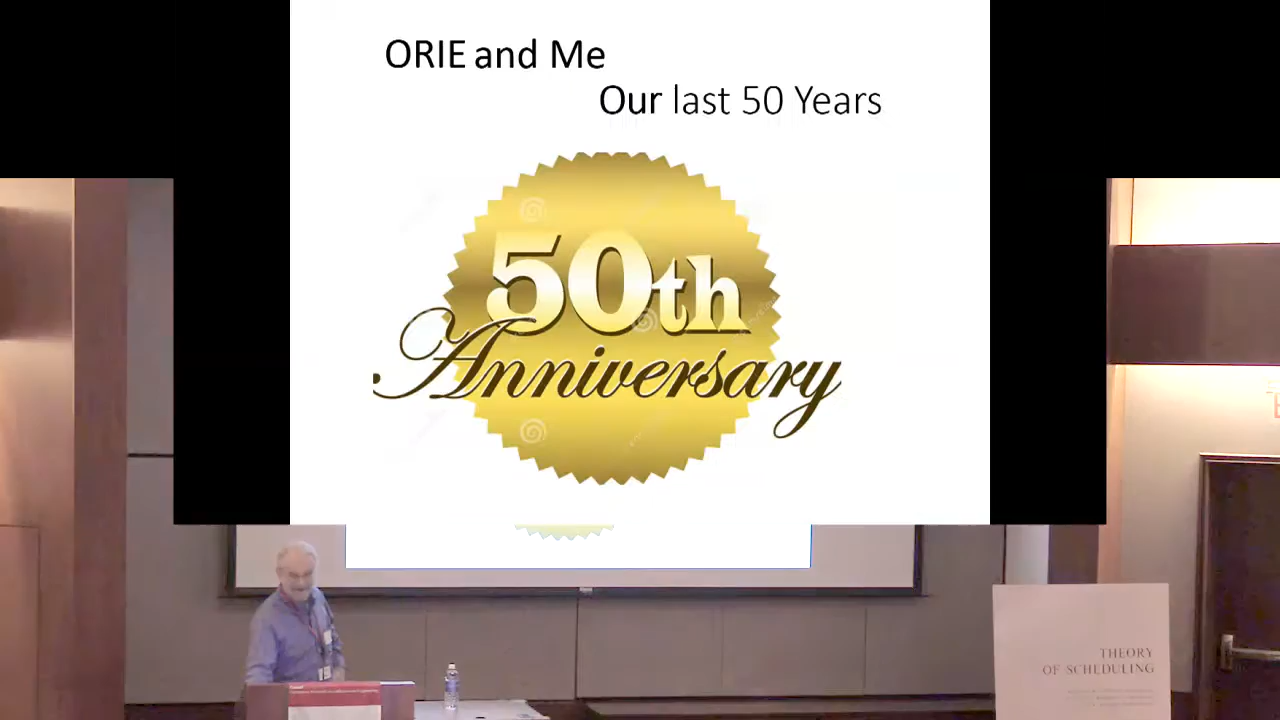 ORIE and Me
Our last 50 Years
50th
Anniversary
THEORY
OF SCHEDULING